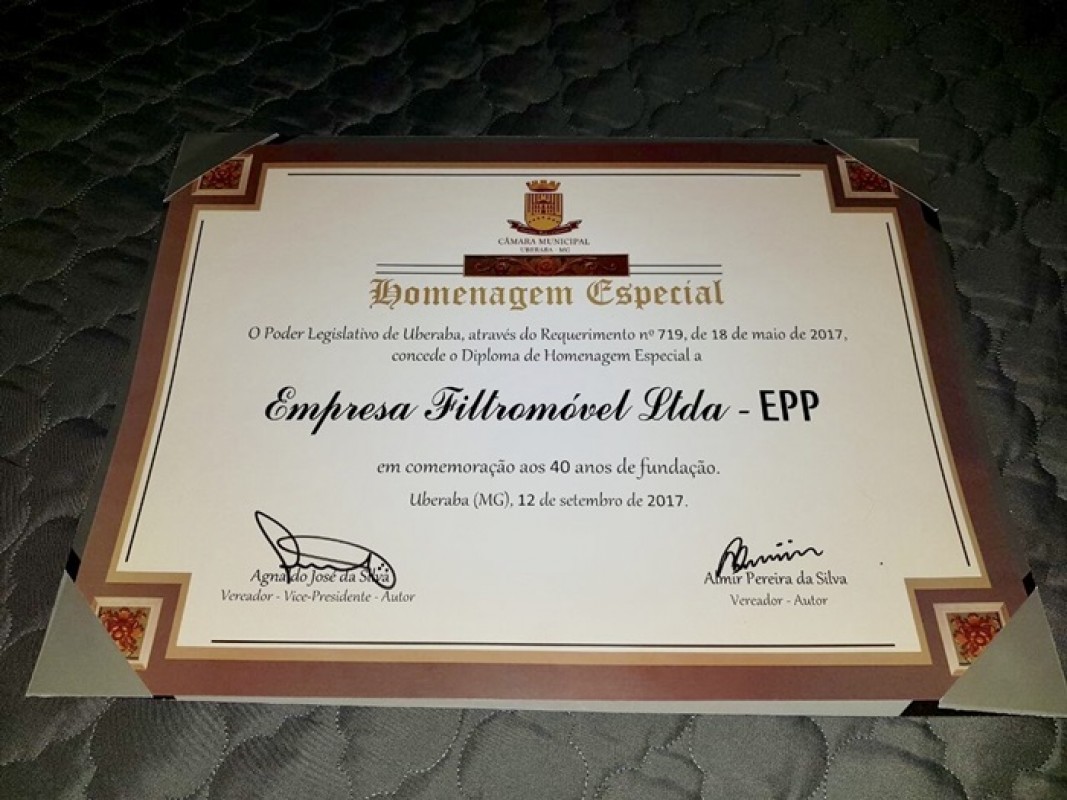 CÂMARA MUNICIPAL
UBERABA - MG
Homenagem Especial
O Poder Legislativo de Uberaba, através do Requerimento nº 719, de 18 de maio de 2017,
concede o Diploma de Homenagem Especial a
Empresa Filtromóvel Ltda - EPP
em comemoração aos 40 anos de fundação.
Uberaba (MG), 12 de setembro de 2017.
Agnaldo José da Silva
Vereador - Vice-Presidente - Autor
Almir Pereira da Silva
Vereador - Autor